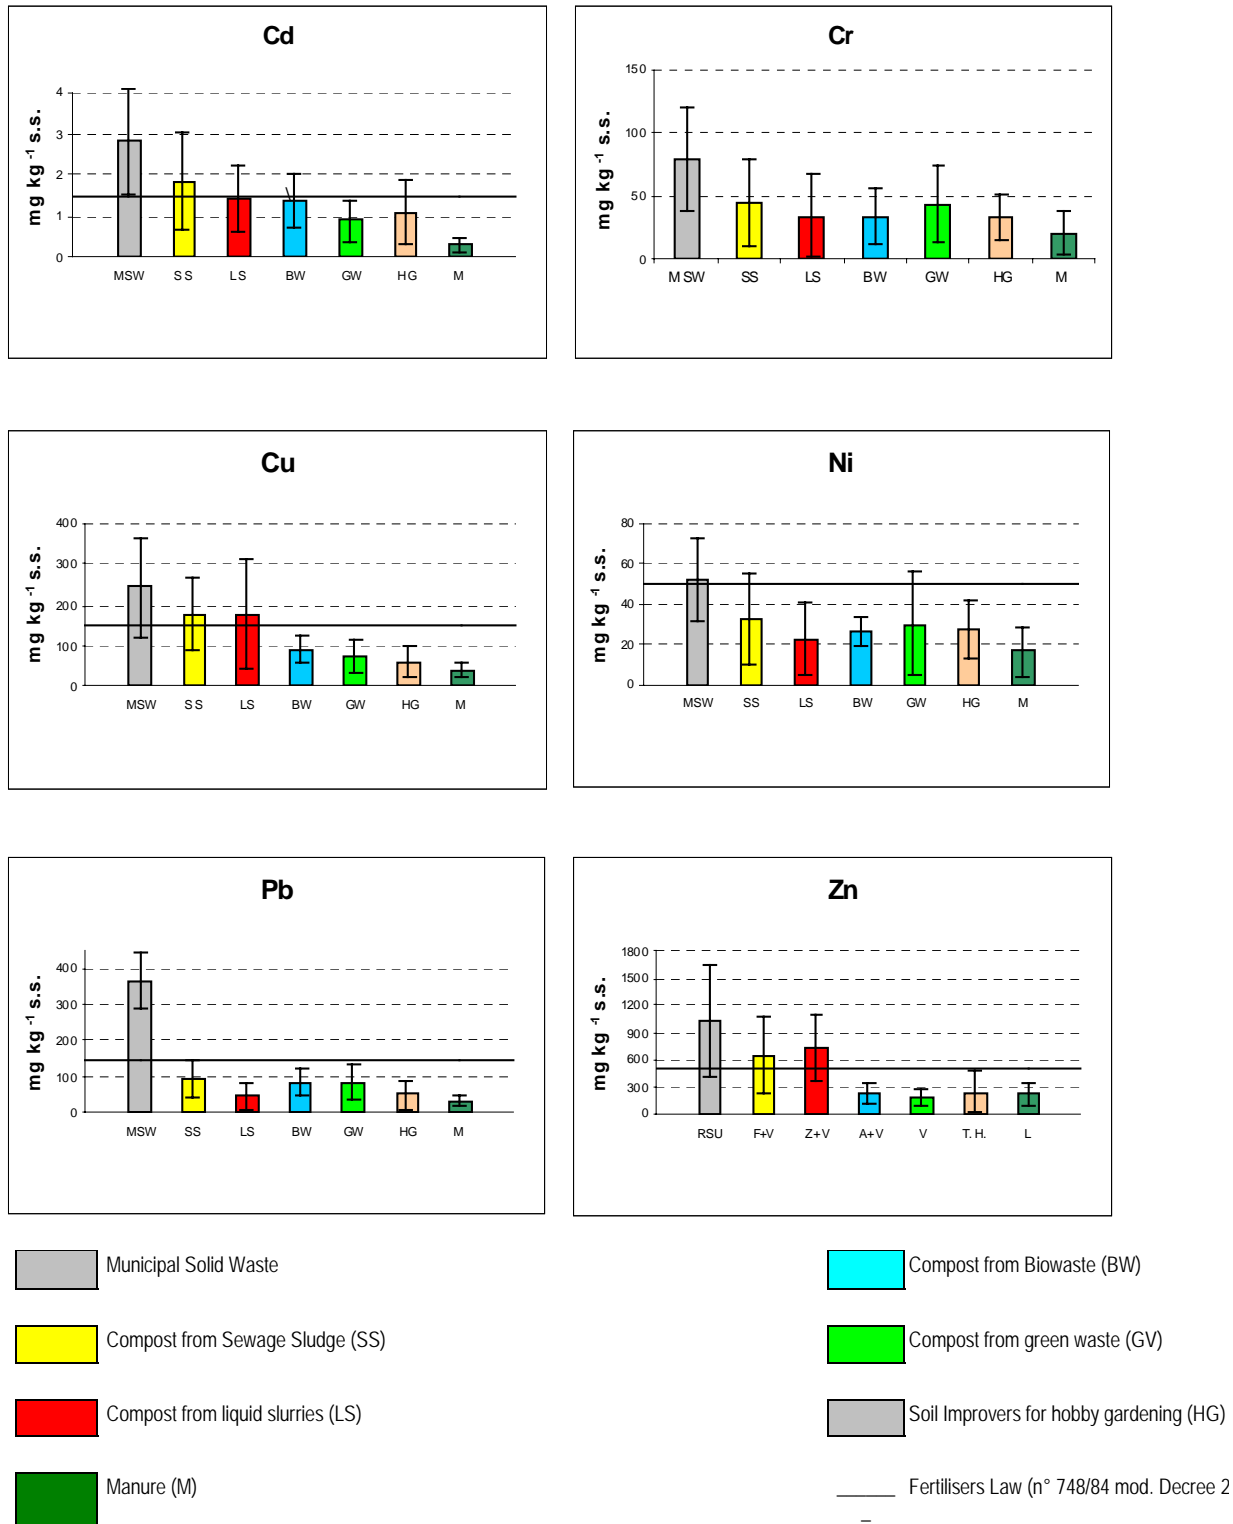 Cd
mg kg -1 s.s.
4
3
2
1
0
MSW SS LS BW GW HG M
Cr
mg kg -1 s.s.
150
100
50
0
MSW SS LS BW GW HG M
Cu
mg kg -1 s.s.
400
300
200
100
0
MSW SS LS BW GW HG M
Ni
mg kg -1 s.s.
80
60
40
20
0
MSW SS LS BW GW HG M
Pb
mg kg -1 s.s.
400
300
200
100
0
MSW SS LS BW GW HG M
Zn
mg kg -1 s.s.
1800
1500
1200
900
600
300
0
RSU F+V Z+V A+V V T.H. L
Municipal Solid Waste
Compost from Biowaste (BW)
Compost from Sewage Sludge (SS)
Compost from green waste (GV)
Compost from liquid slurries (LS)
Soil Improvers for hobby gardening (HG)
Manure (M)
Fertilisers Law (n° 748/84 mod. Decree 2